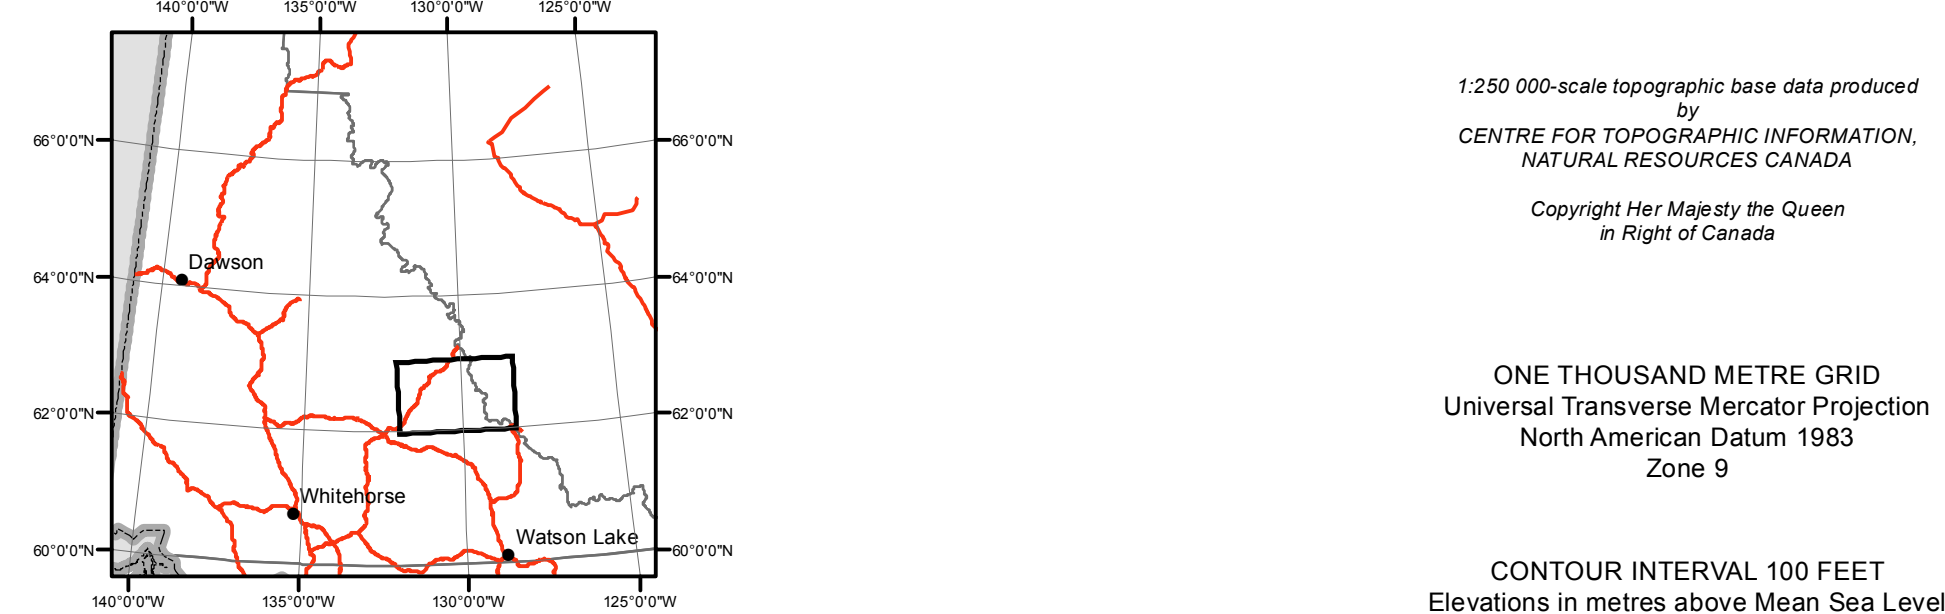 140°0'0"W 135°0'0"W 130°0'0"W 125°0'0"W
66°0'0"N 66°0'0"N
64°0'0"N 64°0'0"N
62°0'0"N 62°0'0"N
60°0'0"N 60°0'0"N
Dawson
Whitehorse
Watson Lake
140°0'0"W 135°0'0"W 130°0'0"W 125°0'0"W
1:250 000-scale topographic base data produced
by
CENTRE FOR TOPOGRAPHIC INFORMATION,
NATURAL RESOURCES CANADA
Copyright Her Majesty the Queen
in Right of Canada
ONE THOUSAND METRE GRID
Universal Transverse Mercator Projection
North American Datum 1983
Zone 9
CONTOUR INTERVAL 100 FEET
Elevations in metres above Mean Sea Level